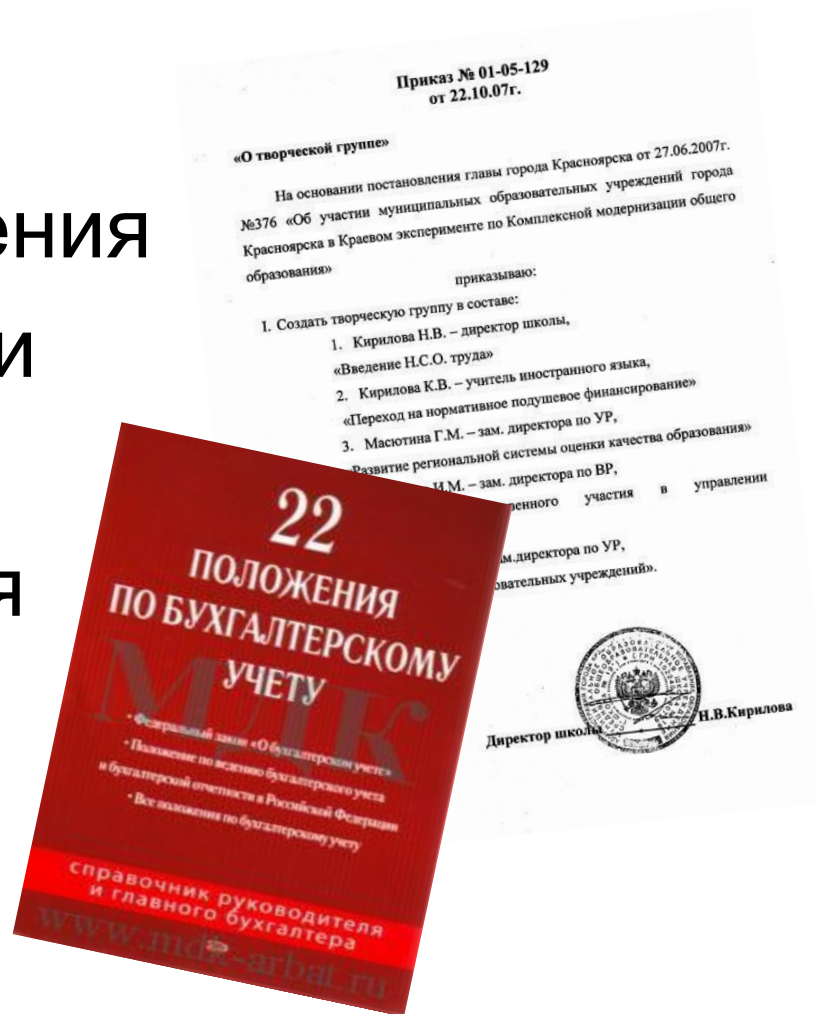 ения
и
я
Приказ № 01-05-129
от 22.10.07г.
«О творческой группе»
На основании постановления главы города Красноярска от 27.06.2007г.
№376 «Об участии муниципальных образовательных учреждений города
Красноярска в Краевом эксперименте по Комплексной модернизации общего
образования»
приказываю:
I. Создать творческую группу в составе:
1. Кирилова Н.В. – директор школы,
«Введение Н.С.О. труда»
2. Кирилова К.В. – учитель иностранного языка,
«Переход на нормативное подушевое финансирование»
3. Масютина Г.М. – зам. директора по УР,
«Развитие региональной системы оценки качества образования»
И.М. – зам. директора по ВР,
венного участия в управлении
м.директора по УР,
овательных учреждений».
Директор школы Н.В.Кирилова
22
ПОЛОЖЕНИЯ
ПО БУХГАЛТЕРСКОМУ
УЧЕТУ
МДК
• Федеральный закон «О бухгалтерском учете»
• Положение по ведению бухгалтерского учета
и бухгалтерской отчетности в Российской Федерации
• Все положения по бухгалтерскому учету
справочник руководителя
и главного бухгалтера
www.mdk-arbat.ru